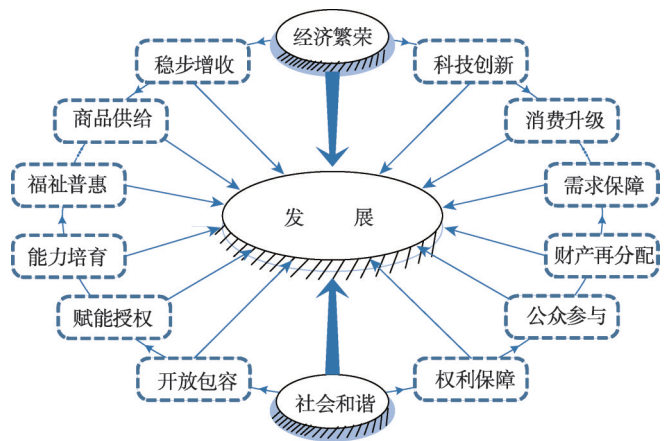 经济繁荣
稳步增收
科技创新
商品供给
消费升级
福祉普惠
需求保障
发 展
能力培育
财产再分配
赋能授权
公众参与
开放包容
权利保障
社会和谐